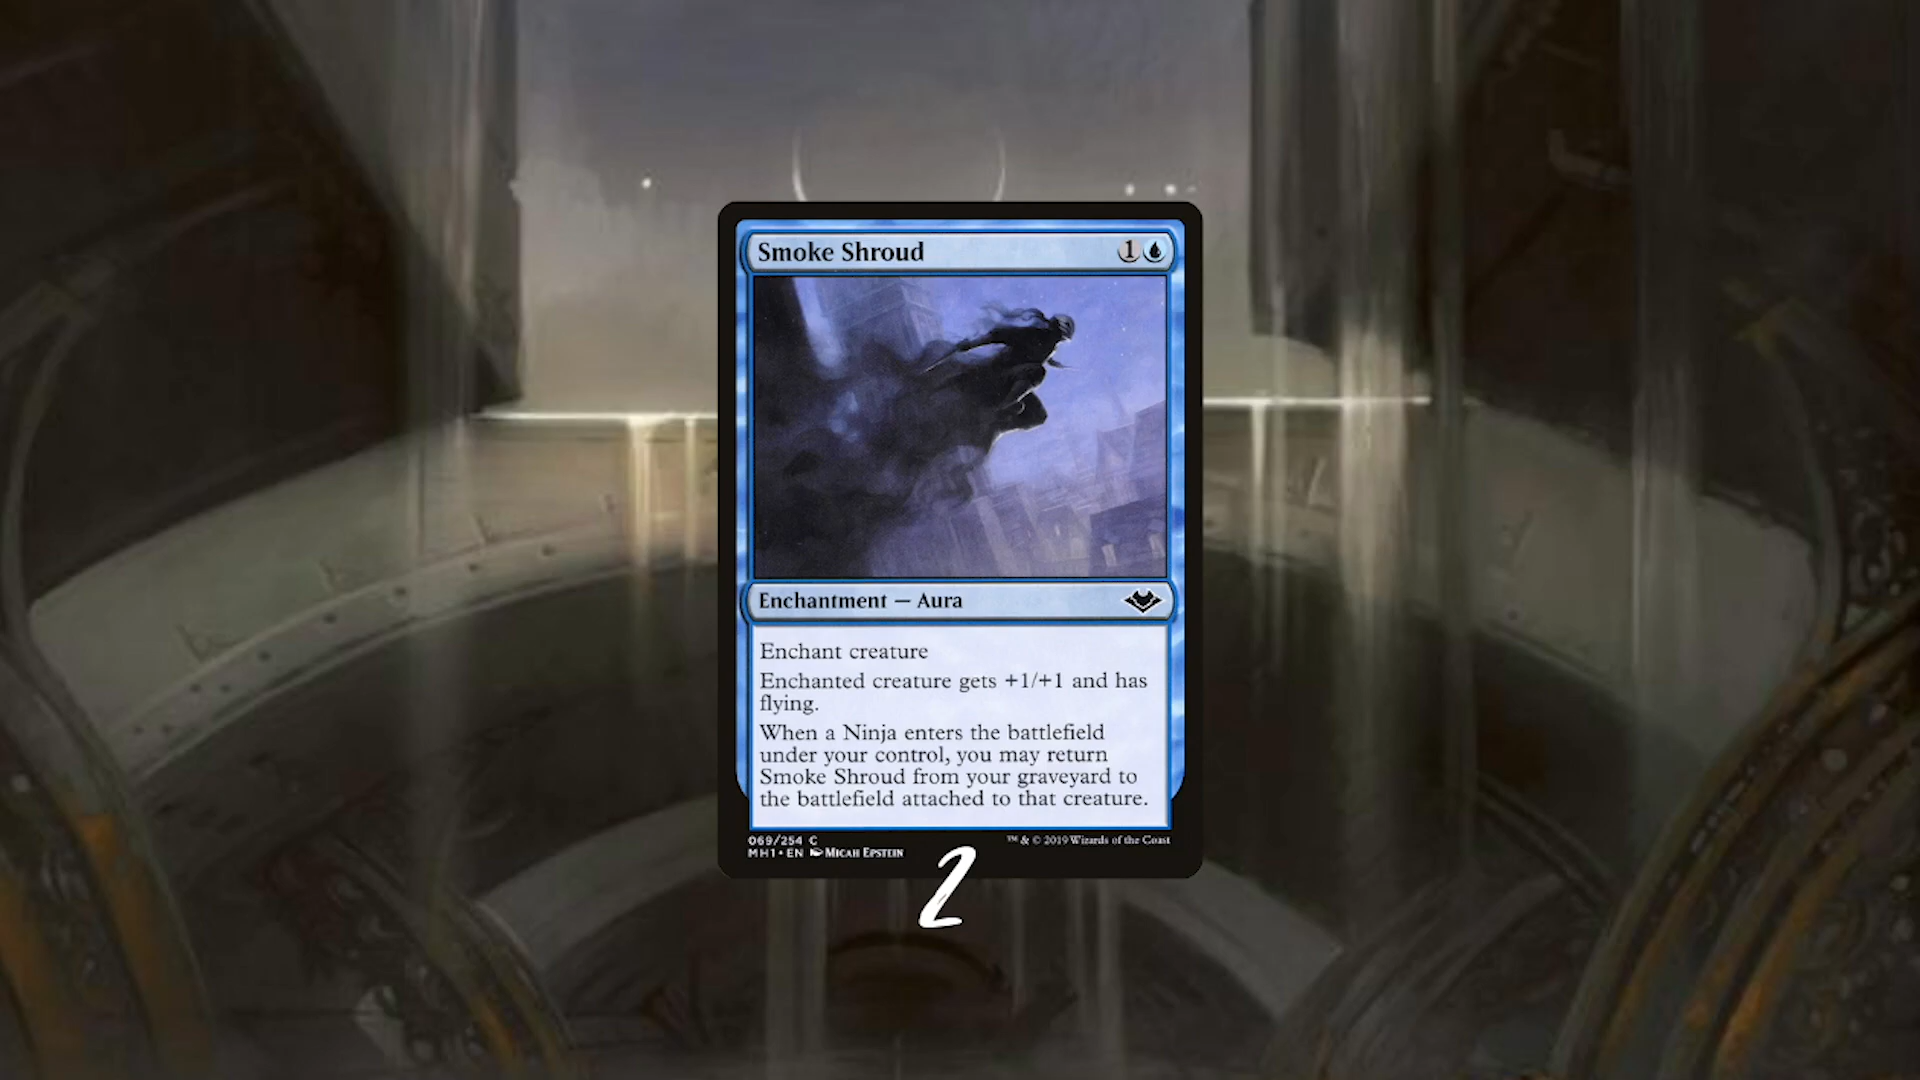 Smoke Shroud 1
Enchantment — Aura
Enchant creature
Enchanted creature gets +1/+1 and has
flying.
When a Ninja enters the battlefield
under your control, you may return
Smoke Shroud from your graveyard to
the battlefield attached to that creature.
069/254 C ™ & © 2019 Wizards of the Coast
MH1 • EN Micah Epstein
2